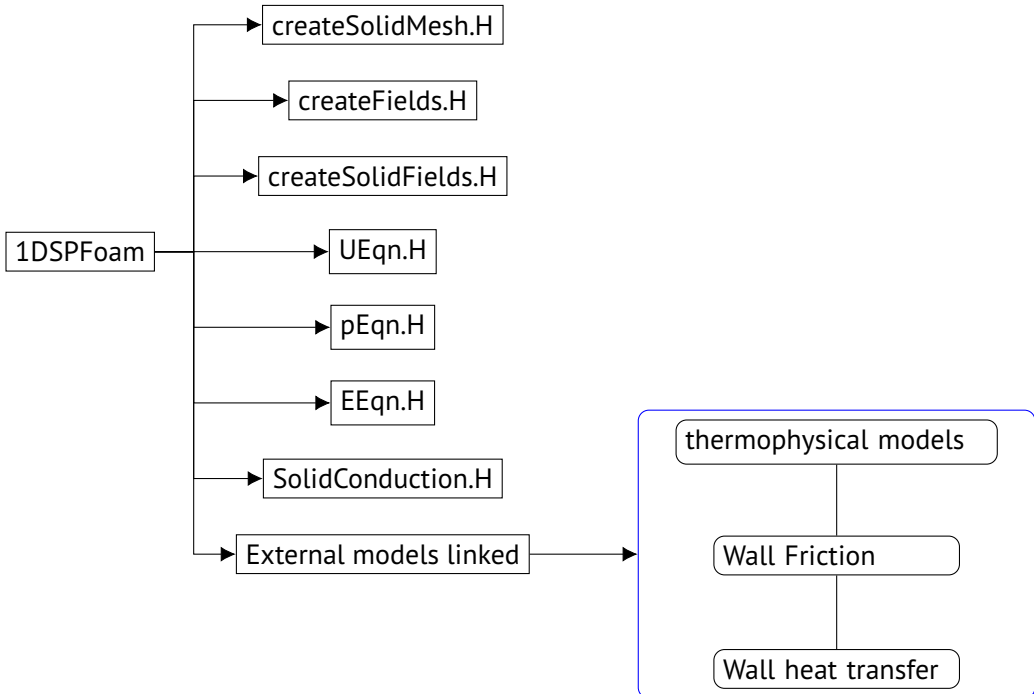 createSolidMesh.H
createFields.H
createSolidFields.H
1DSPFoam
UEqn.H
pEqn.H
EEqn.H
SolidConduction.H
External models linked
thermophysical models
Wall Friction
Wall heat transfer